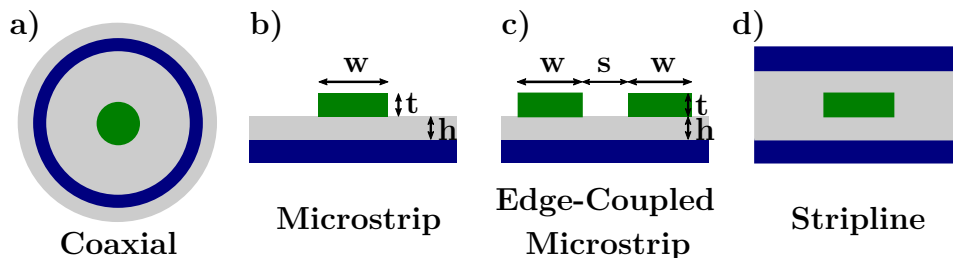 a)
Coaxial
b)
w
t
h
Microstrip
c)
w s w
t
h
Edge-Coupled
Microstrip
d)
Stripline